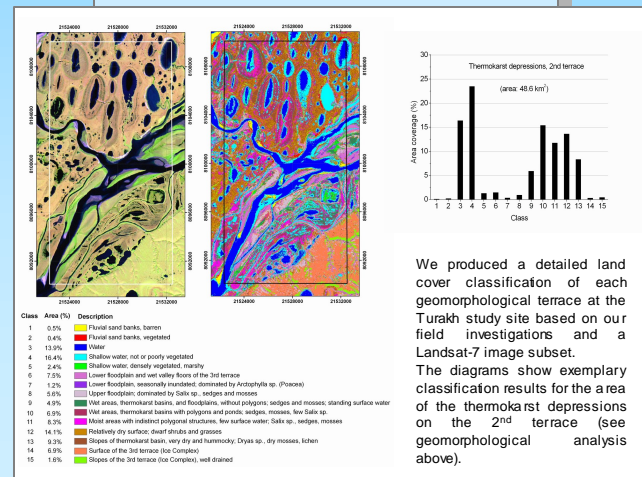 21524000 21528000 21532000
21524000 21528000 21532000
8108000
8104000
8100000
8096000
8092000
8108000
8104000
8100000
8096000
8092000
21524000 21528000 21532000
21524000 21528000 21532000
Thermokarst depressions, 2nd terrace
(area: 48.6 km²)
Area coverage (%)
30
25
20
15
10
5
0
1 2 3 4 5 6 7 8 9 10 11 12 13 14 15
Class
Class Area (%) Description
1 0.5% Fluvial sand banks, barren
2 0.4% Fluvial sand banks, vegetated
3 13.9% Water
4 16.4% Shallow water, not or poorly vegetated
5 2.4% Shallow water, densely vegetated, marshy
6 7.5% Lower floodplain and wet valley floors of the 3rd terrace
7 1.2% Lower floodplain, seasonally inundated; dominated by Arctophylla sp. (Poacea)
8 5.6% Upper floodplain; dominated by Salix sp., sedges and mosses
9 4.9% Wet areas, thermokarst basins, and floodplains, without polygons; sedges and mosses; standing surface water
10 6.9% Wet areas, thermokarst basins with polygons and ponds; sedges, mosses, few Salix sp.
11 8.3% Moist areas with indistinct polygonal structures, few surface water; Salix sp., sedges, mosses
12 14.1% Relatively dry surface; dwarf shrubs and grasses
13 9.3% Slopes of thermokarst basin, very dry and hummocky; Dryas sp., dry mosses, lichen
14 6.9% Surface of the 3rd terrace (Ice Complex)
15 1.6% Slopes of the 3rd terrace (Ice Complex), well drained
We produced a detailed land
cover classification of each
geomorphological terrace at the
Turakh study site based on our
field investigations and a
Landsat-7 image subset.
The diagrams show exemplary
classification results for the area
of the thermokarst depressions
on the 2nd terrace (see
geomorphological analysis
above).